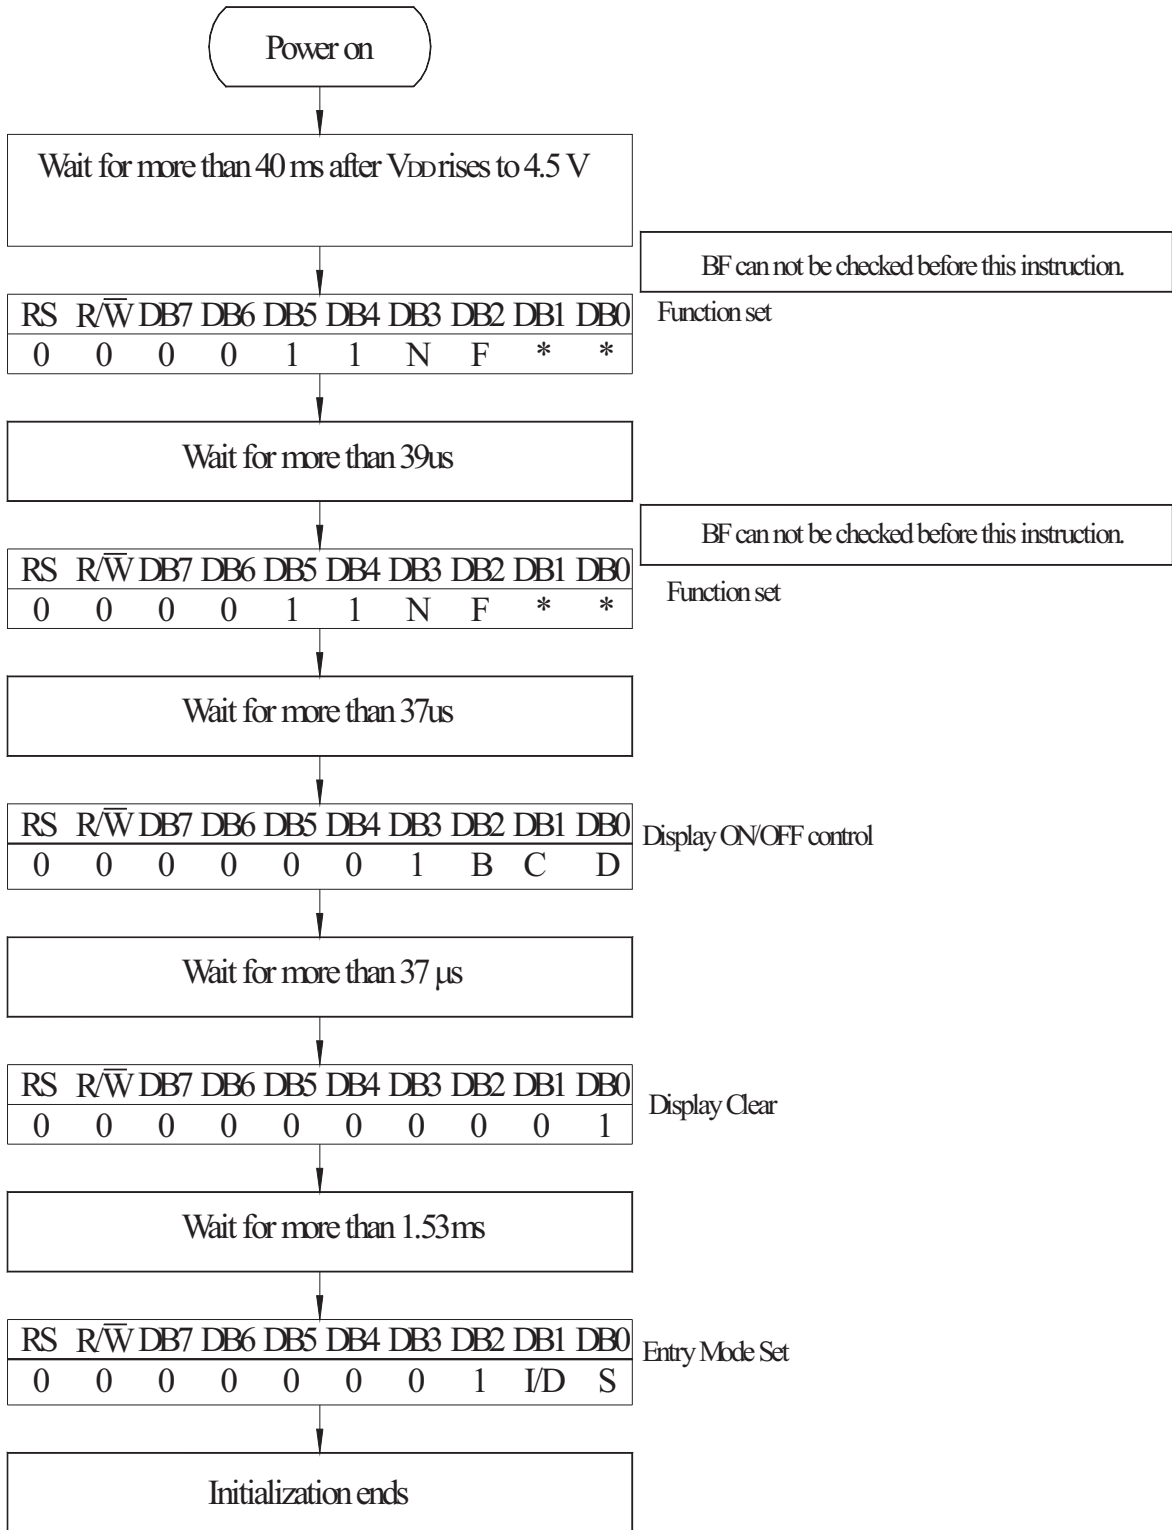 Power on
Wait for more than 40 ms after VDD rises to 4.5 V
BF can not be checked before this instruction.
RS R/W̅ DB7 DB6 DB5 DB4 DB3 DB2 DB1 DB0
Function set
0 0 0 0 1 1 N F * *
Wait for more than 39us
BF can not be checked before this instruction.
RS R/W̅ DB7 DB6 DB5 DB4 DB3 DB2 DB1 DB0
Function set
0 0 0 0 1 1 N F * *
Wait for more than 37us
RS R/W̅ DB7 DB6 DB5 DB4 DB3 DB2 DB1 DB0
Display ON/OFF control
0 0 0 0 0 0 1 B C D
Wait for more than 37 μs
RS R/W̅ DB7 DB6 DB5 DB4 DB3 DB2 DB1 DB0
Display Clear
0 0 0 0 0 0 0 0 0 1
Wait for more than 1.53ms
RS R/W̅ DB7 DB6 DB5 DB4 DB3 DB2 DB1 DB0
Entry Mode Set
0 0 0 0 0 0 0 1 I/D S
Initialization ends